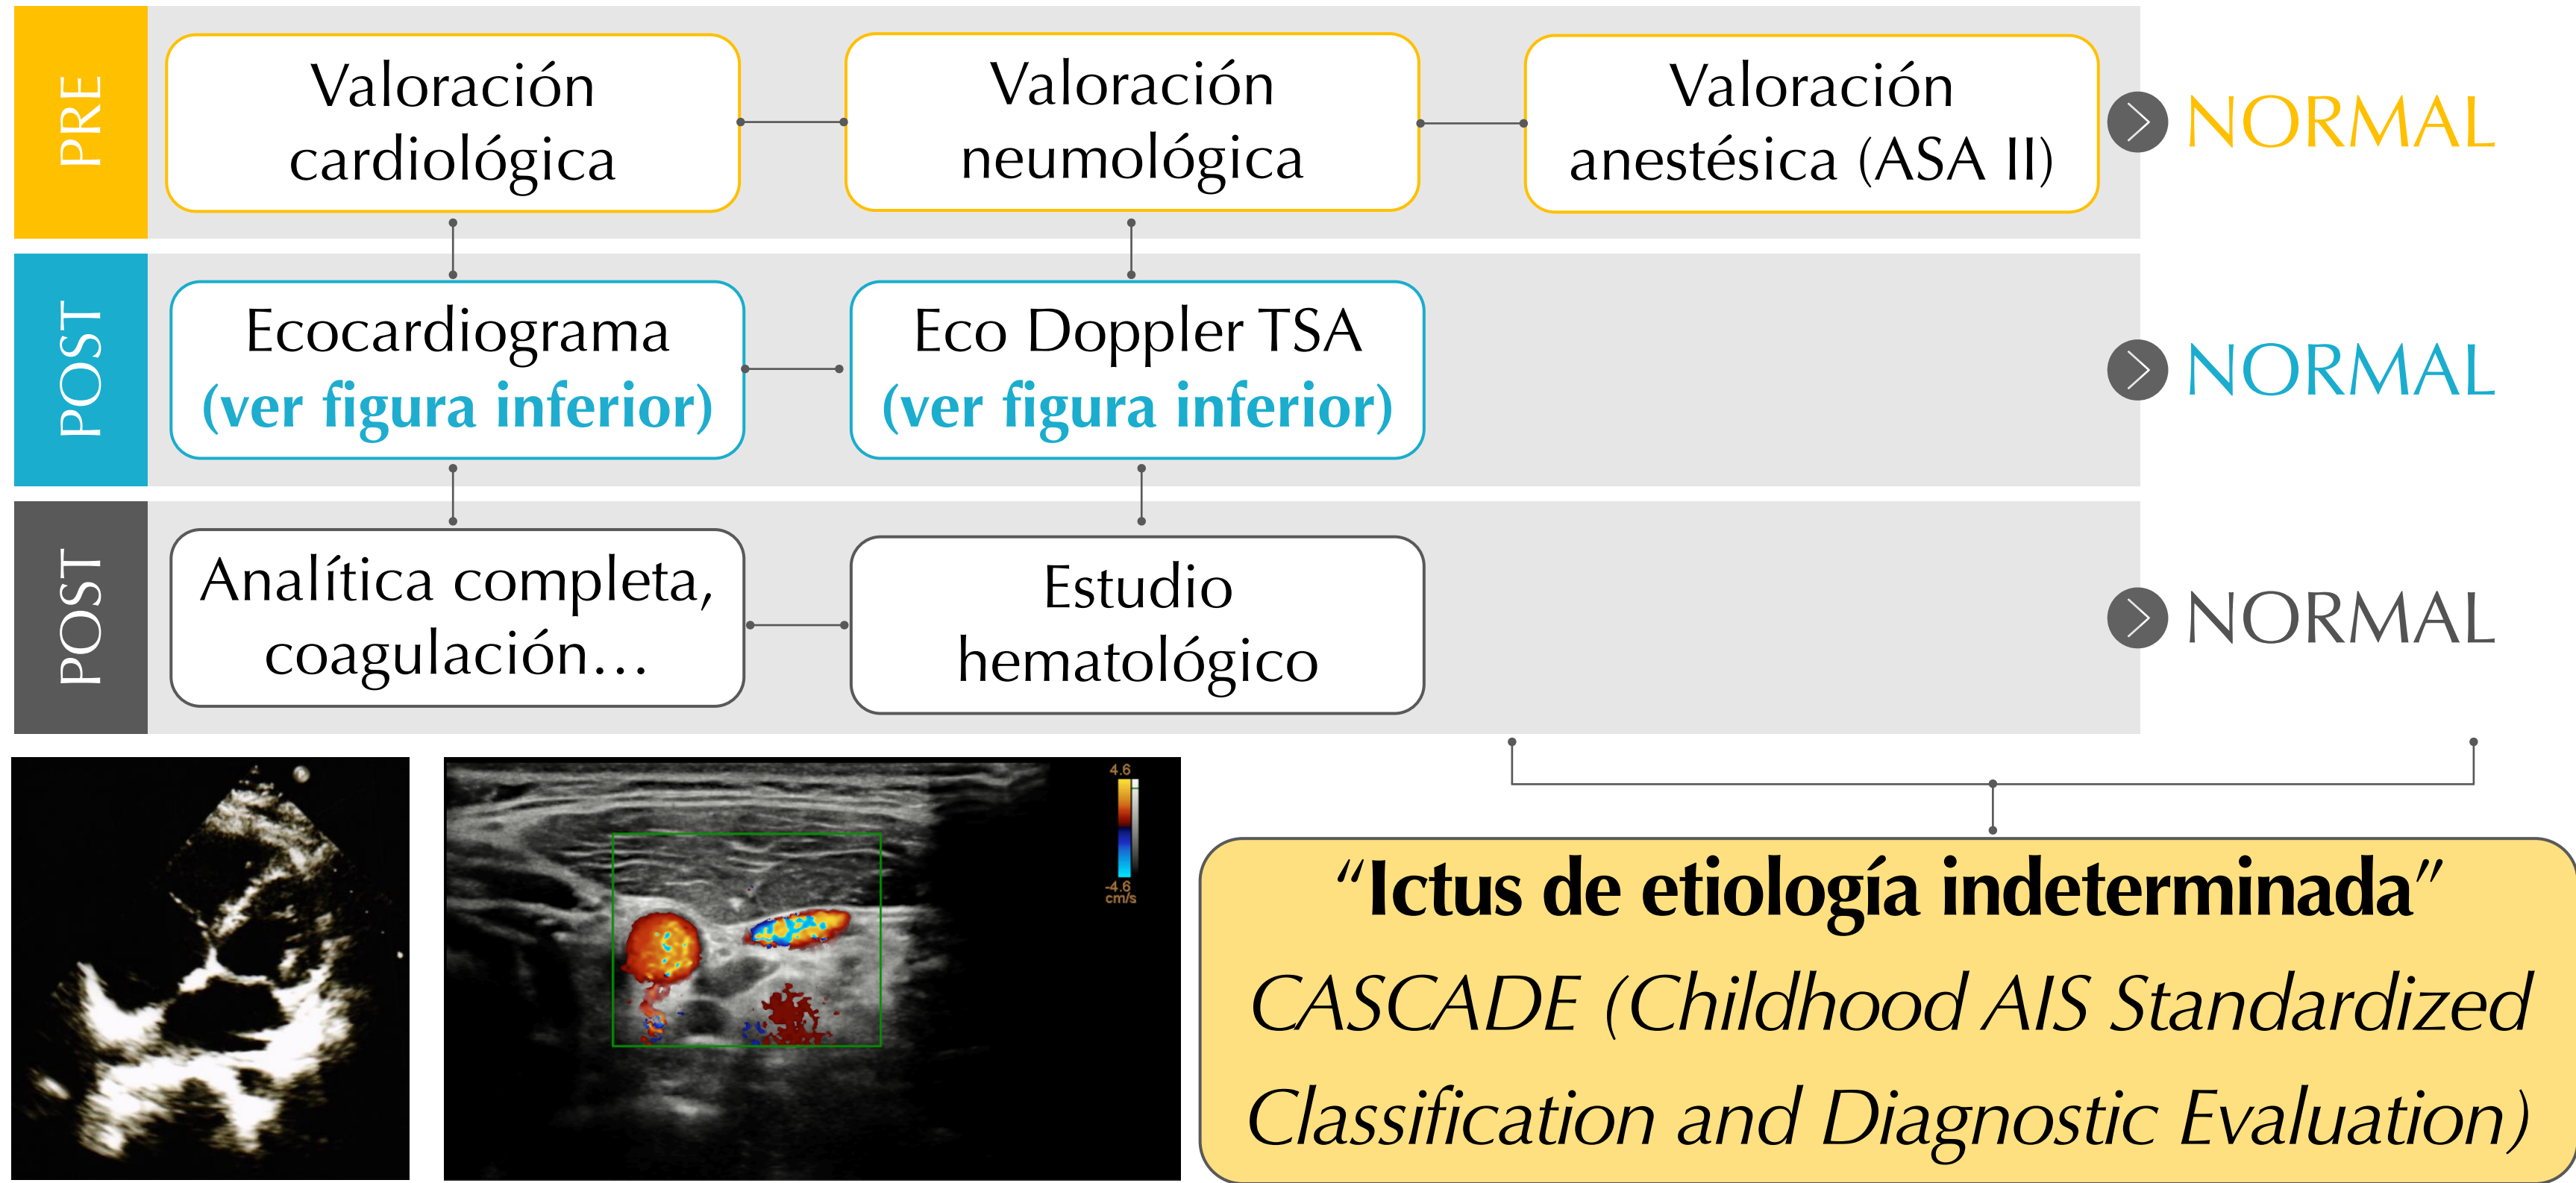 PRE
Valoración
cardiológica
Valoración
neumológica
Valoración
anestésica (ASA II)
NORMAL
POST
Ecocardiograma
(ver figura inferior)
Eco Doppler TSA
(ver figura inferior)
NORMAL
POST
Analítica completa,
coagulación…
Estudio
hematológico
NORMAL
4.6
-4.6
cm/s
“Ictus de etiología indeterminada”
CASCADE (Childhood AIS Standardized
Classification and Diagnostic Evaluation)